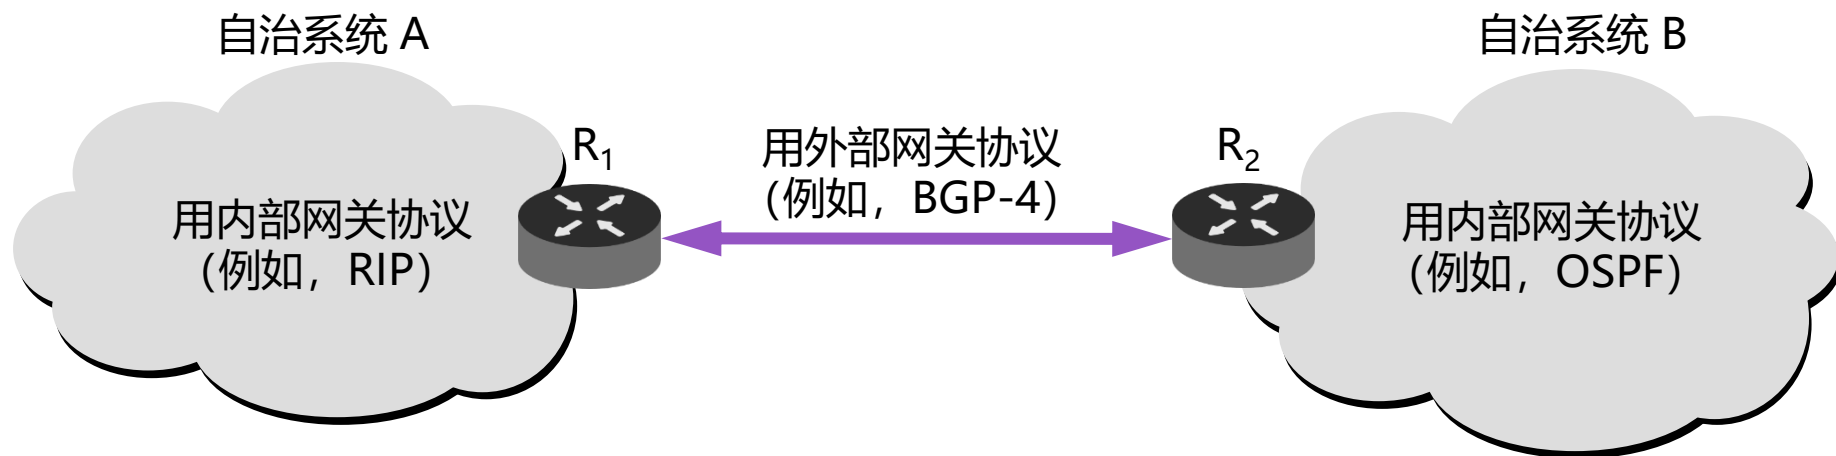 自治系统 A
自治系统 B
R₁
用外部网关协议
（例如，BGP-4）
R₂
用内部网关协议
（例如，RIP）
用内部网关协议
（例如，OSPF）